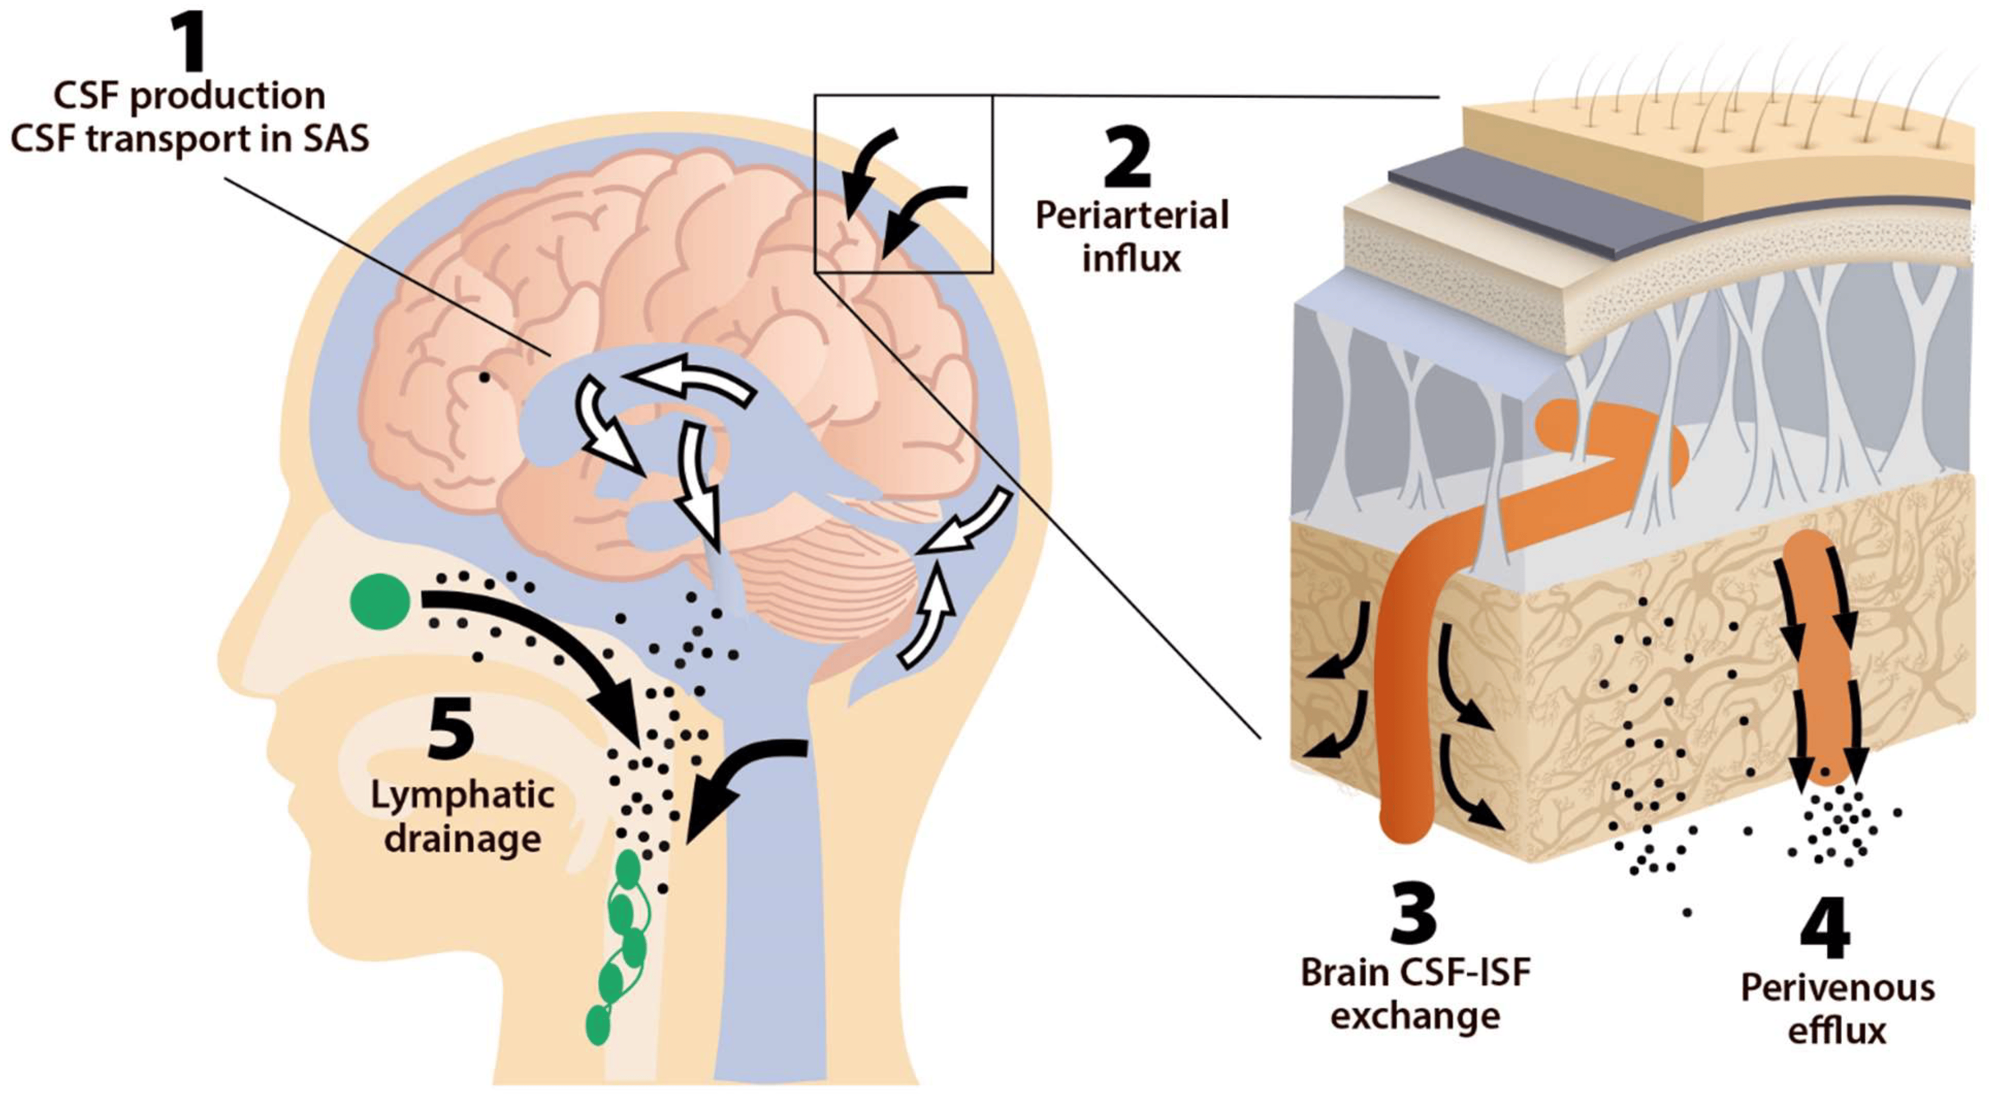 1
CSF production
CSF transport in SAS
2
Periarterial
influx
3
Brain CSF-ISF
exchange
4
Perivenous
efflux
5
Lymphatic
drainage